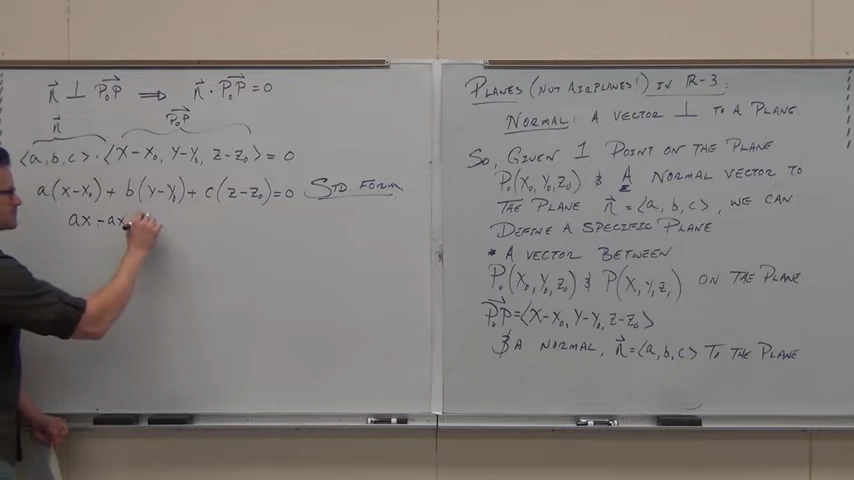 n⃗ ⊥ P₀P⃗ ⟹ n⃗ · P₀P⃗ = 0
n⃗ P₀P⃗
<a, b, c> · <X-X₀, Y-Y₀, Z-Z₀> = 0
a(X-X₀) + b(Y-Y₀) + c(Z-Z₀) = 0 STD. FORM
ax - ax
PLANES (NOT AIRPLANES!) IN R-3:
NORMAL: A VECTOR ⊥ TO A PLANE
SO, GIVEN 1 POINT ON THE PLANE
P₀(X₀, Y₀, Z₀) & A NORMAL VECTOR TO
THE PLANE n⃗ = <a, b, c>, WE CAN
DEFINE A SPECIFIC PLANE
* A VECTOR BETWEEN
P₀(X₀, Y₀, Z₀) & P(X, Y, Z) ON THE PLANE
P₀P⃗ = <X-X₀, Y-Y₀, Z-Z₀>
& A NORMAL, n⃗ = <a, b, c> TO THE PLANE